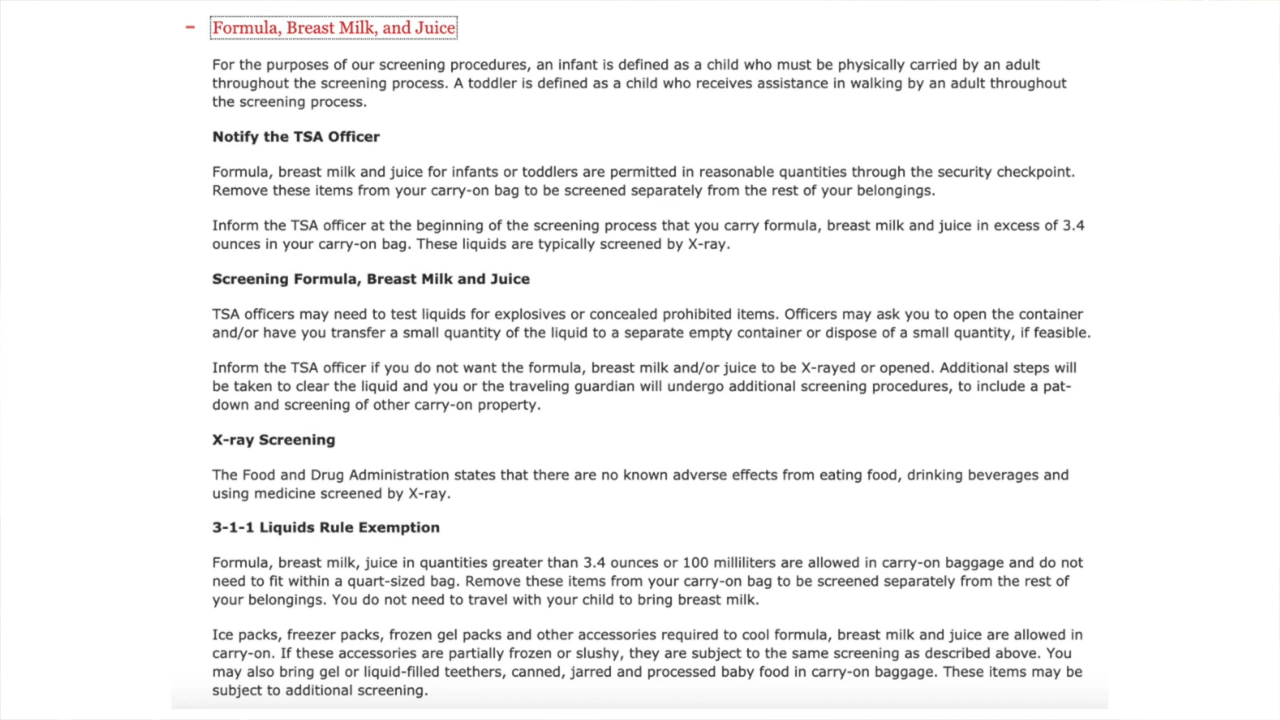 − Formula, Breast Milk, and Juice
For the purposes of our screening procedures, an infant is defined as a child who must be physically carried by an adult
throughout the screening process. A toddler is defined as a child who receives assistance in walking by an adult throughout
the screening process.
Notify the TSA Officer
Formula, breast milk and juice for infants or toddlers are permitted in reasonable quantities through the security checkpoint.
Remove these items from your carry-on bag to be screened separately from the rest of your belongings.
Inform the TSA officer at the beginning of the screening process that you carry formula, breast milk and juice in excess of 3.4
ounces in your carry-on bag. These liquids are typically screened by X-ray.
Screening Formula, Breast Milk and Juice
TSA officers may need to test liquids for explosives or concealed prohibited items. Officers may ask you to open the container
and/or have you transfer a small quantity of the liquid to a separate empty container or dispose of a small quantity, if feasible.
Inform the TSA officer if you do not want the formula, breast milk and/or juice to be X-rayed or opened. Additional steps will
be taken to clear the liquid and you or the traveling guardian will undergo additional screening procedures, to include a pat-
down and screening of other carry-on property.
X-ray Screening
The Food and Drug Administration states that there are no known adverse effects from eating food, drinking beverages and
using medicine screened by X-ray.
3-1-1 Liquids Rule Exemption
Formula, breast milk, juice in quantities greater than 3.4 ounces or 100 milliliters are allowed in carry-on baggage and do not
need to fit within a quart-sized bag. Remove these items from your carry-on bag to be screened separately from the rest of
your belongings. You do not need to travel with your child to bring breast milk.
Ice packs, freezer packs, frozen gel packs and other accessories required to cool formula, breast milk and juice are allowed in
carry-on. If these accessories are partially frozen or slushy, they are subject to the same screening as described above. You
may also bring gel or liquid-filled teethers, canned, jarred and processed baby food in carry-on baggage. These items may be
subject to additional screening.